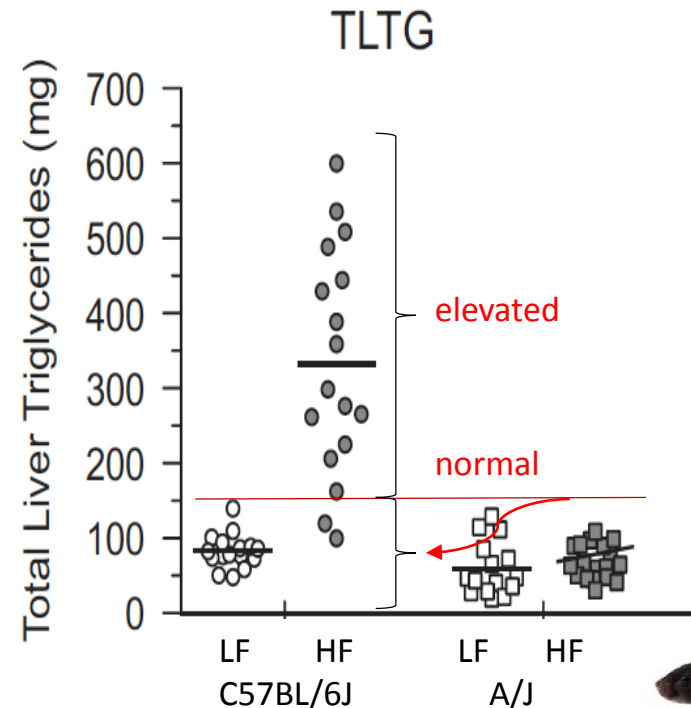 TLTG
Total Liver Triglycerides (mg)
700
600
500
400
300
200
100
0
elevated
normal
LF HF LF HF
C57BL/6J A/J